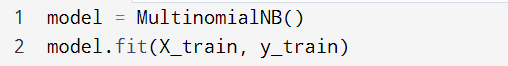 1 model = MultinomialNB()
2 model.fit(X_train, y_train)